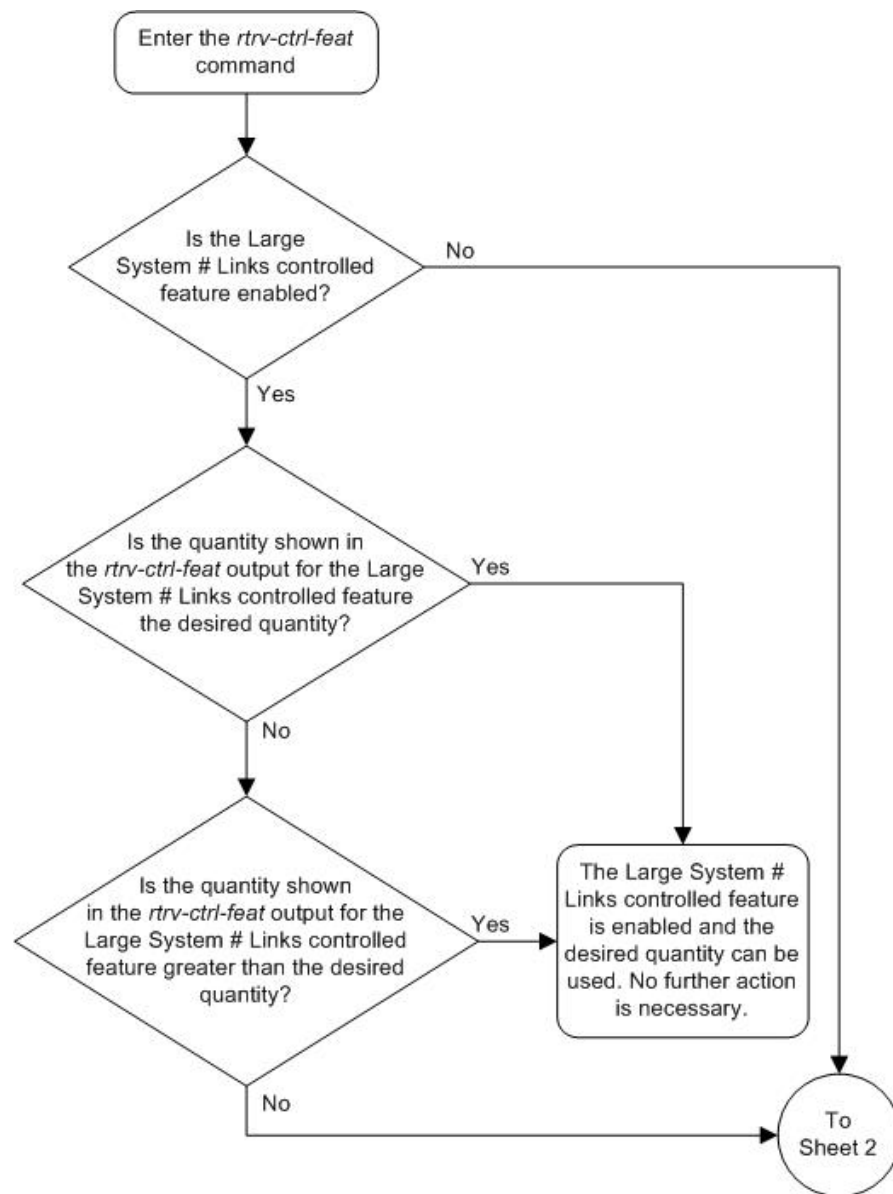 Enter the rtrv-ctrl-feat
command
Is the Large
System # Links controlled
feature enabled?
No
Yes
Is the quantity shown in
the rtrv-ctrl-feat output for the Large
System # Links controlled feature
the desired quantity?
Yes
No
Is the quantity shown
in the rtrv-ctrl-feat output for the
Large System # Links controlled
feature greater than the desired
quantity?
Yes
The Large System #
Links controlled feature
is enabled and the
desired quantity can be
used. No further action
is necessary.
No
To
Sheet 2